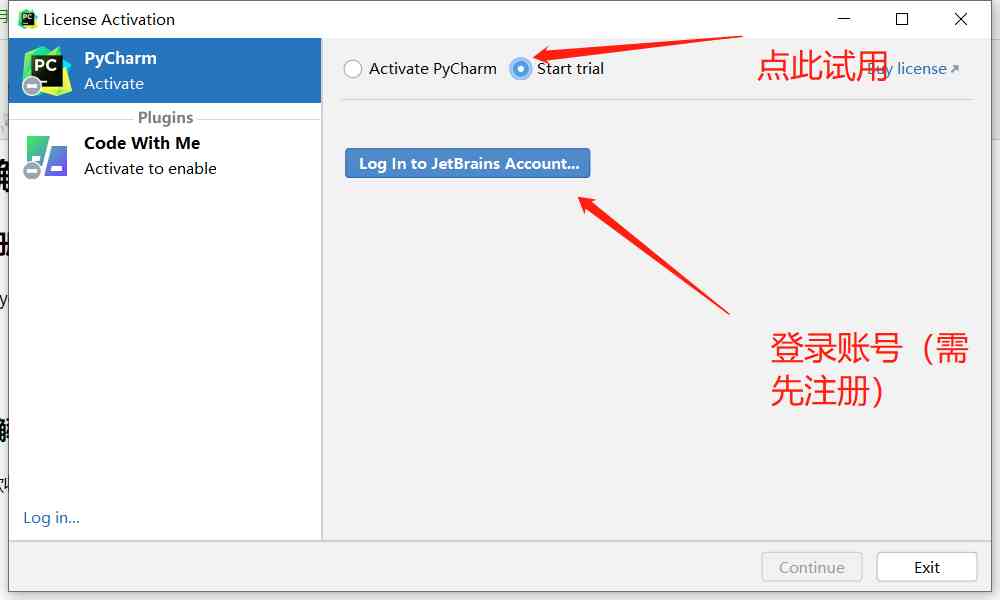 License Activation
PC
PyCharm
Activate
Plugins
Code With Me
Activate to enable
Log in...
Activate PyCharm
Start trial
点此试用
license
Log In to JetBrains Account...
登录账号（需
先注册）
Continue
Exit